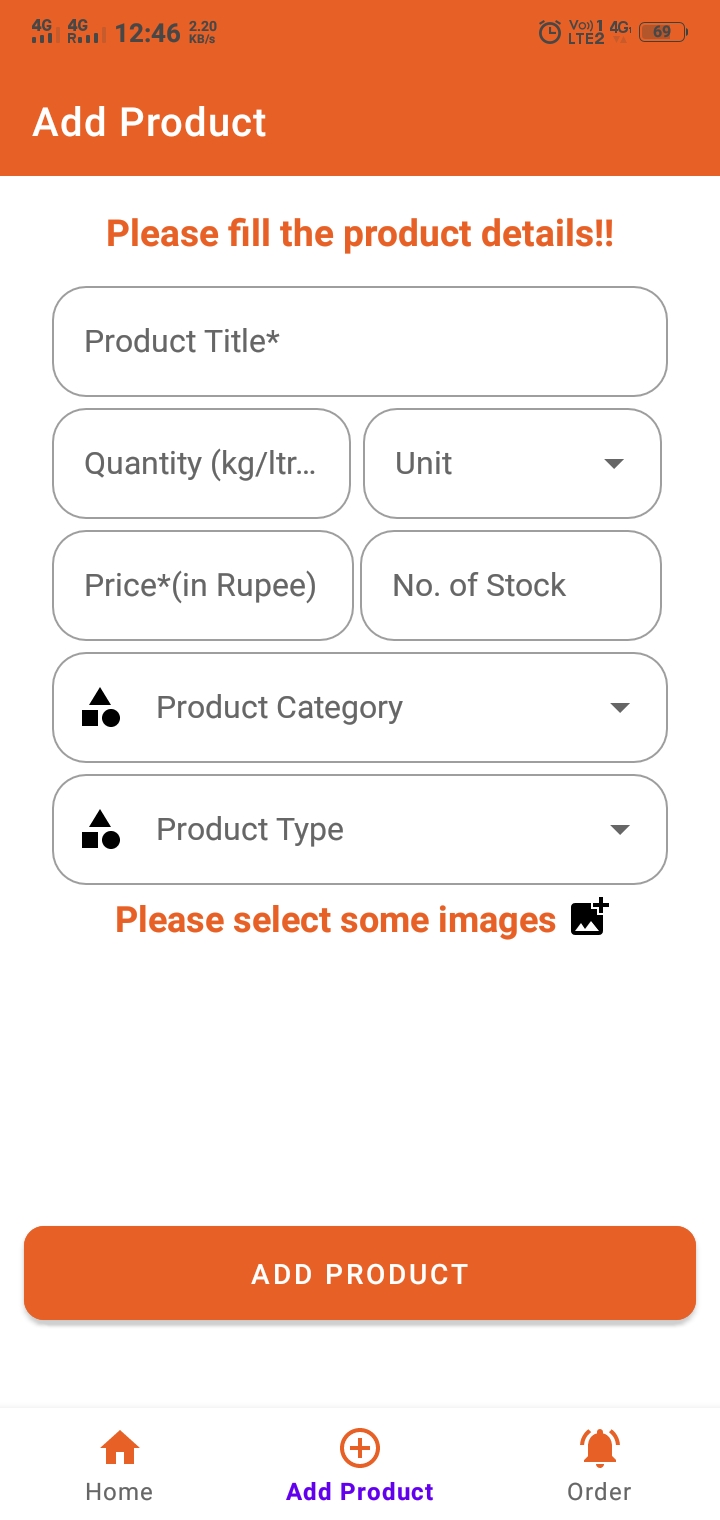 4G 4G R 12:46 2.20 KB/s Vo)) 1 LTE2 4G 69
Add Product
Please fill the product details!!
Product Title*
Quantity (kg/ltr... Unit
Price*(in Rupee) No. of Stock
Product Category
Product Type
Please select some images
ADD PRODUCT
Home Add Product Order